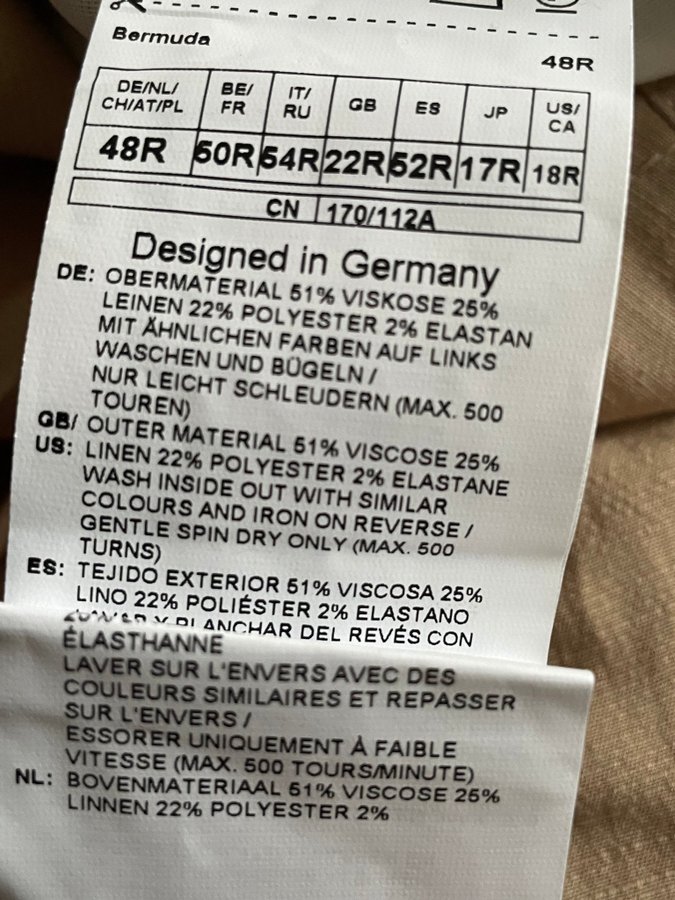 Bermuda
48R
DE/NL/ CH/AT/PL BE/ FR IT/ RU GB ES JP US/ CA
48R 50R 54R 22R 52R 17R 18R
CN 170/112A
Designed in Germany
DE: OBERMATERIAL 51% VISKOSE 25%
LEINEN 22% POLYESTER 2% ELASTAN
MIT ÄHNLICHEN FARBEN AUF LINKS
WASCHEN UND BÜGELN /
NUR LEICHT SCHLEUDERN (MAX. 500
TOUREN)
GB/ OUTER MATERIAL 51% VISCOSE 25%
US: LINEN 22% POLYESTER 2% ELASTANE
WASH INSIDE OUT WITH SIMILAR
COLOURS AND IRON ON REVERSE /
GENTLE SPIN DRY ONLY (MAX. 500
TURNS)
ES: TEJIDO EXTERIOR 51% VISCOSA 25%
LINO 22% POLIÉSTER 2% ELASTANO
Y PLANCHAR DEL REVÉS CON
ÉLASTHANNE
LAVER SUR L'ENVERS AVEC DES
COULEURS SIMILAIRES ET REPASSER
SUR L'ENVERS /
ESSORER UNIQUEMENT À FAIBLE
VITESSE (MAX. 500 TOURS/MINUTE)
NL: BOVENMATERIAAL 51% VISCOSE 25%
LINNEN 22% POLYESTER 2%